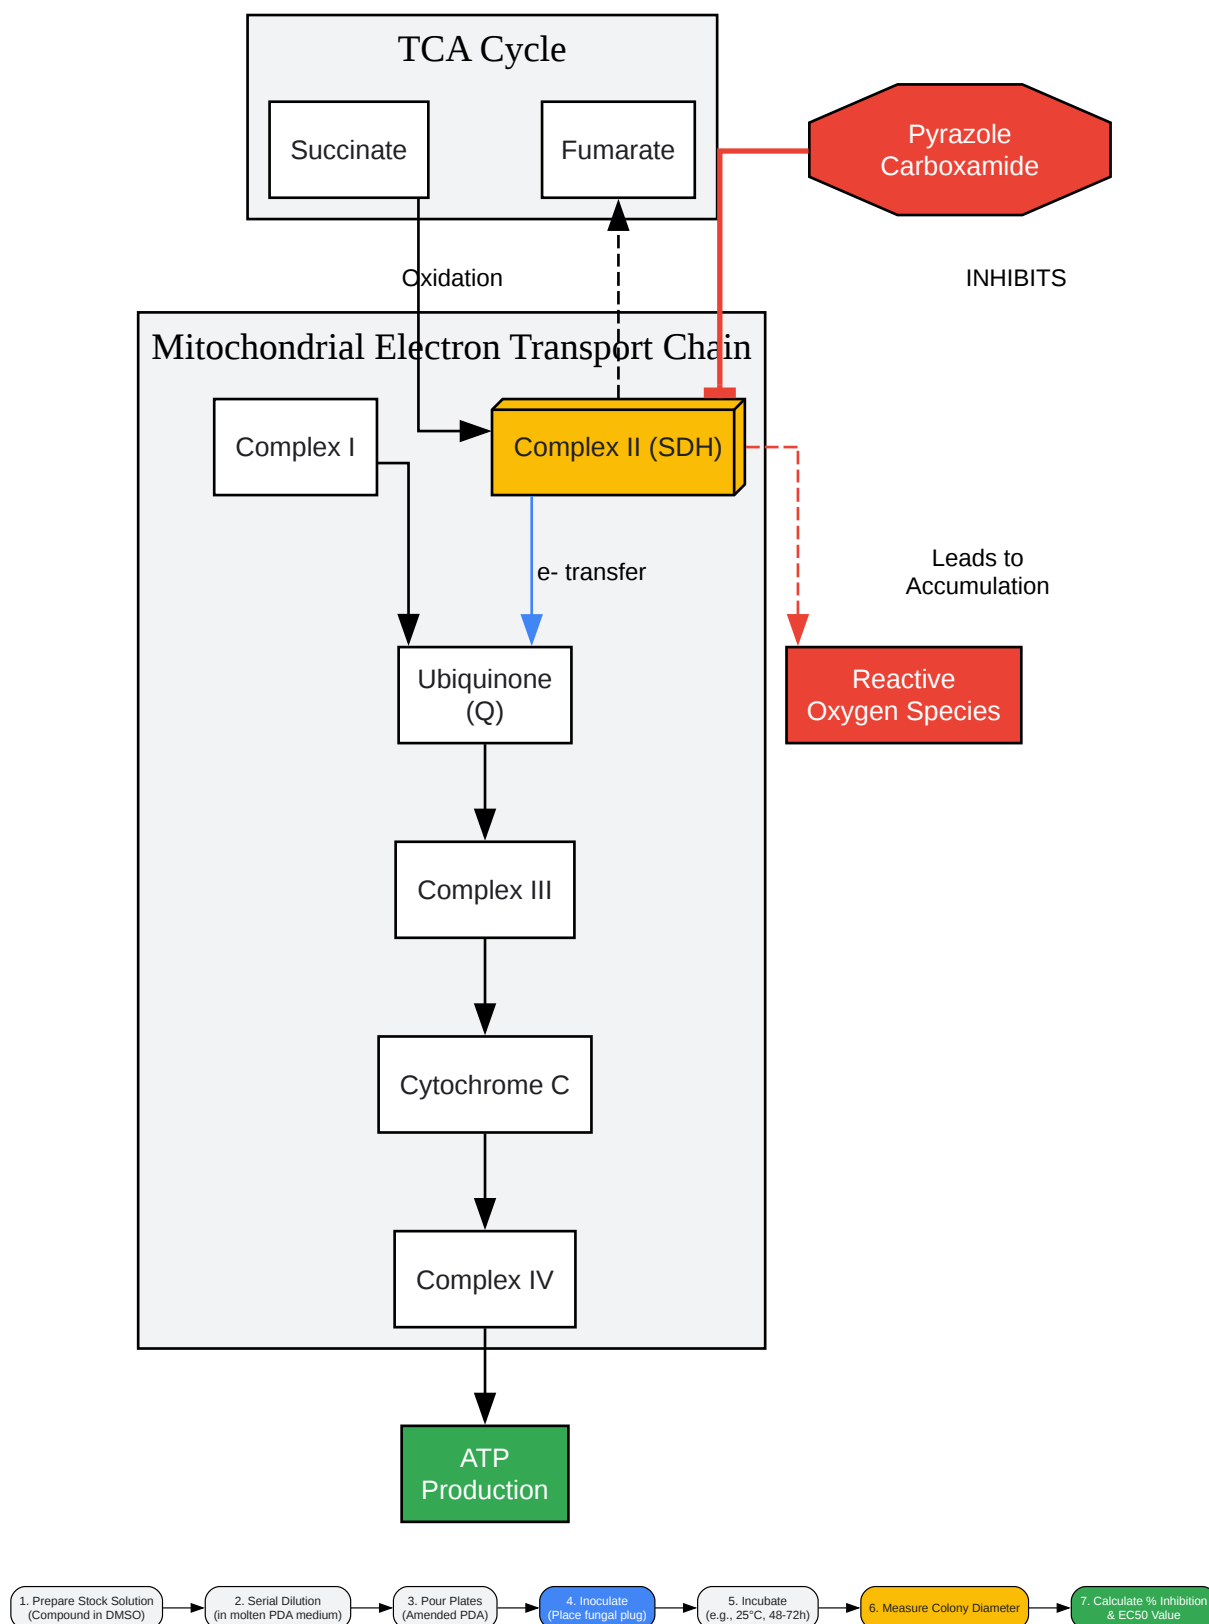 TCA Cycle
Succinate
Fumarate
Pyrazole
Carboxamide
Oxidation
INHIBITS
Mitochondrial Electron Transport Chain
Complex I
Complex II (SDH)
e- transfer
Leads to
Accumulation
Ubiquinone
(Q)
Reactive
Oxygen Species
Complex III
Cytochrome C
Complex IV
ATP
Production
1. Prepare Stock Solution
(Compound in DMSO)
2. Serial Dilution
(in molten PDA medium)
3. Pour Plates
(Amended PDA)
4. Inoculate
(Place fungal plug)
5. Incubate
(e.g., 25°C, 48-72h)
6. Measure Colony Diameter
7. Calculate % Inhibition
& EC50 Value